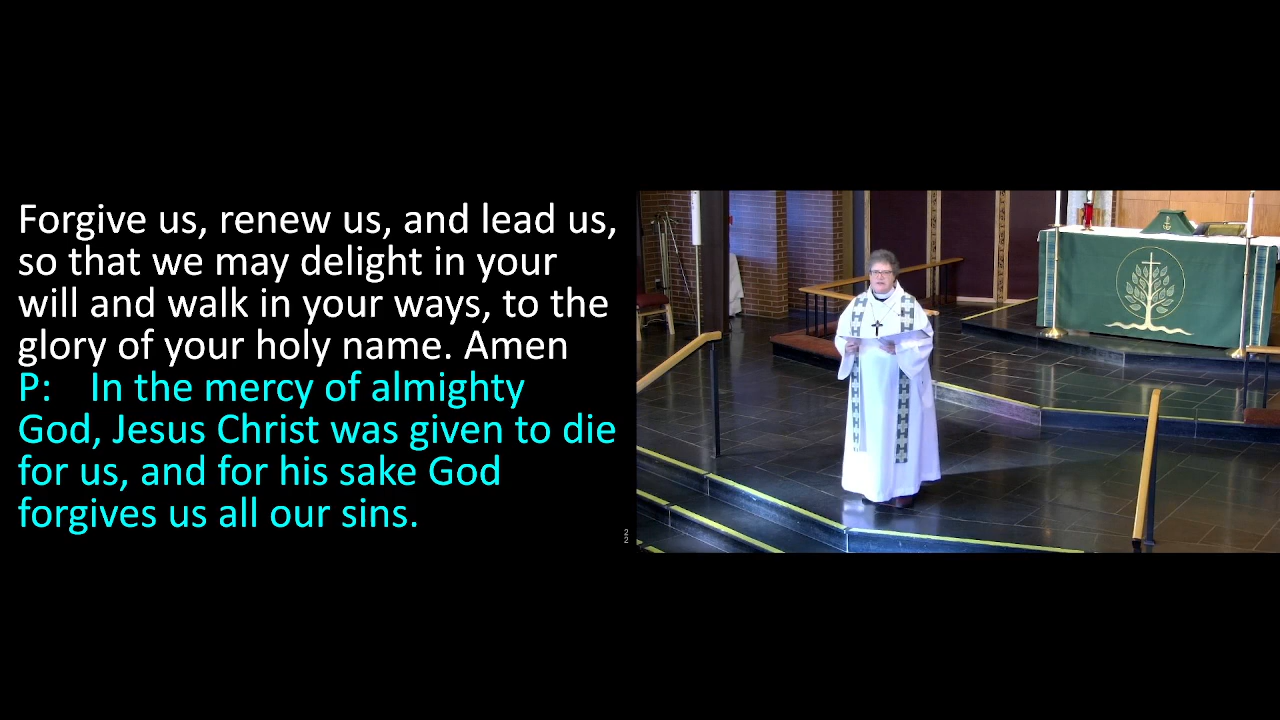 Forgive us, renew us, and lead us,
so that we may delight in your
will and walk in your ways, to the
glory of your holy name. Amen
P: In the mercy of almighty
God, Jesus Christ was given to die
for us, and for his sake God
forgives us all our sins.
22